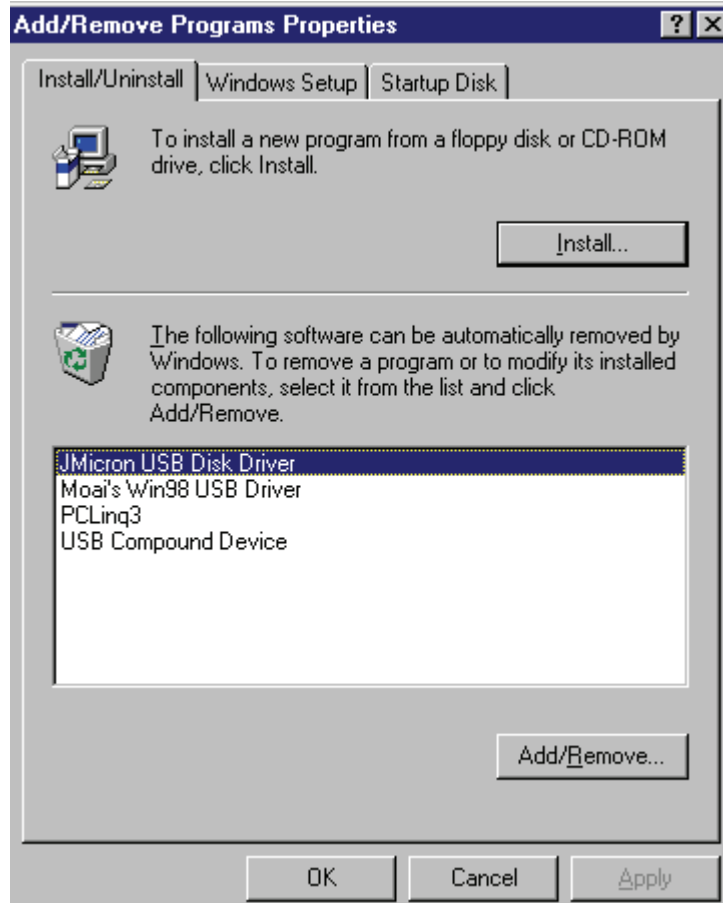 Add/Remove Programs Properties
Install/Uninstall Windows Setup Startup Disk
To install a new program from a floppy disk or CD-ROM
drive, click Install.
Install...
The following software can be automatically removed by
Windows. To remove a program or to modify its installed
components, select it from the list and click
Add/Remove.
JMicron USB Disk Driver
Moai's Win98 USB Driver
PCLinq3
USB Compound Device
Add/Remove...
OK Cancel Apply